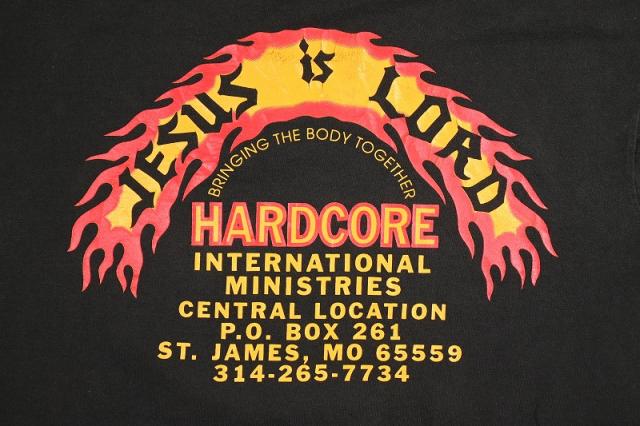 JESUS is LORD
BRINGING THE BODY TOGETHER
HARDCORE
INTERNATIONAL
MINISTRIES
CENTRAL LOCATION
P.O. BOX 261
ST. JAMES, MO 65559
314-265-7734